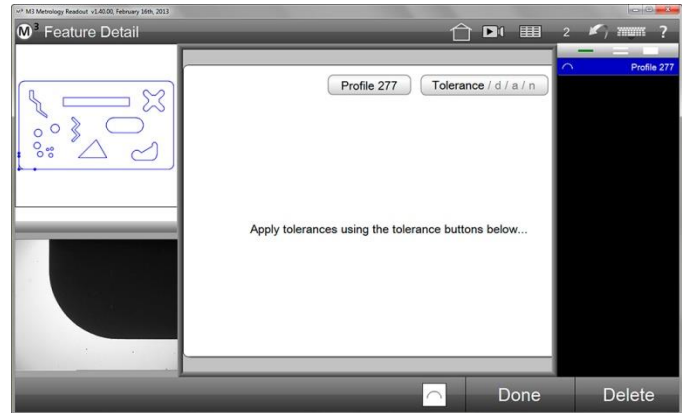 M3 Metrology Readout v1.40.00, February 16th, 2013
M3 Feature Detail
2
?
Profile 277
Profile 277
Tolerance / d / a / n
Apply tolerances using the tolerance buttons below...
Done
Delete